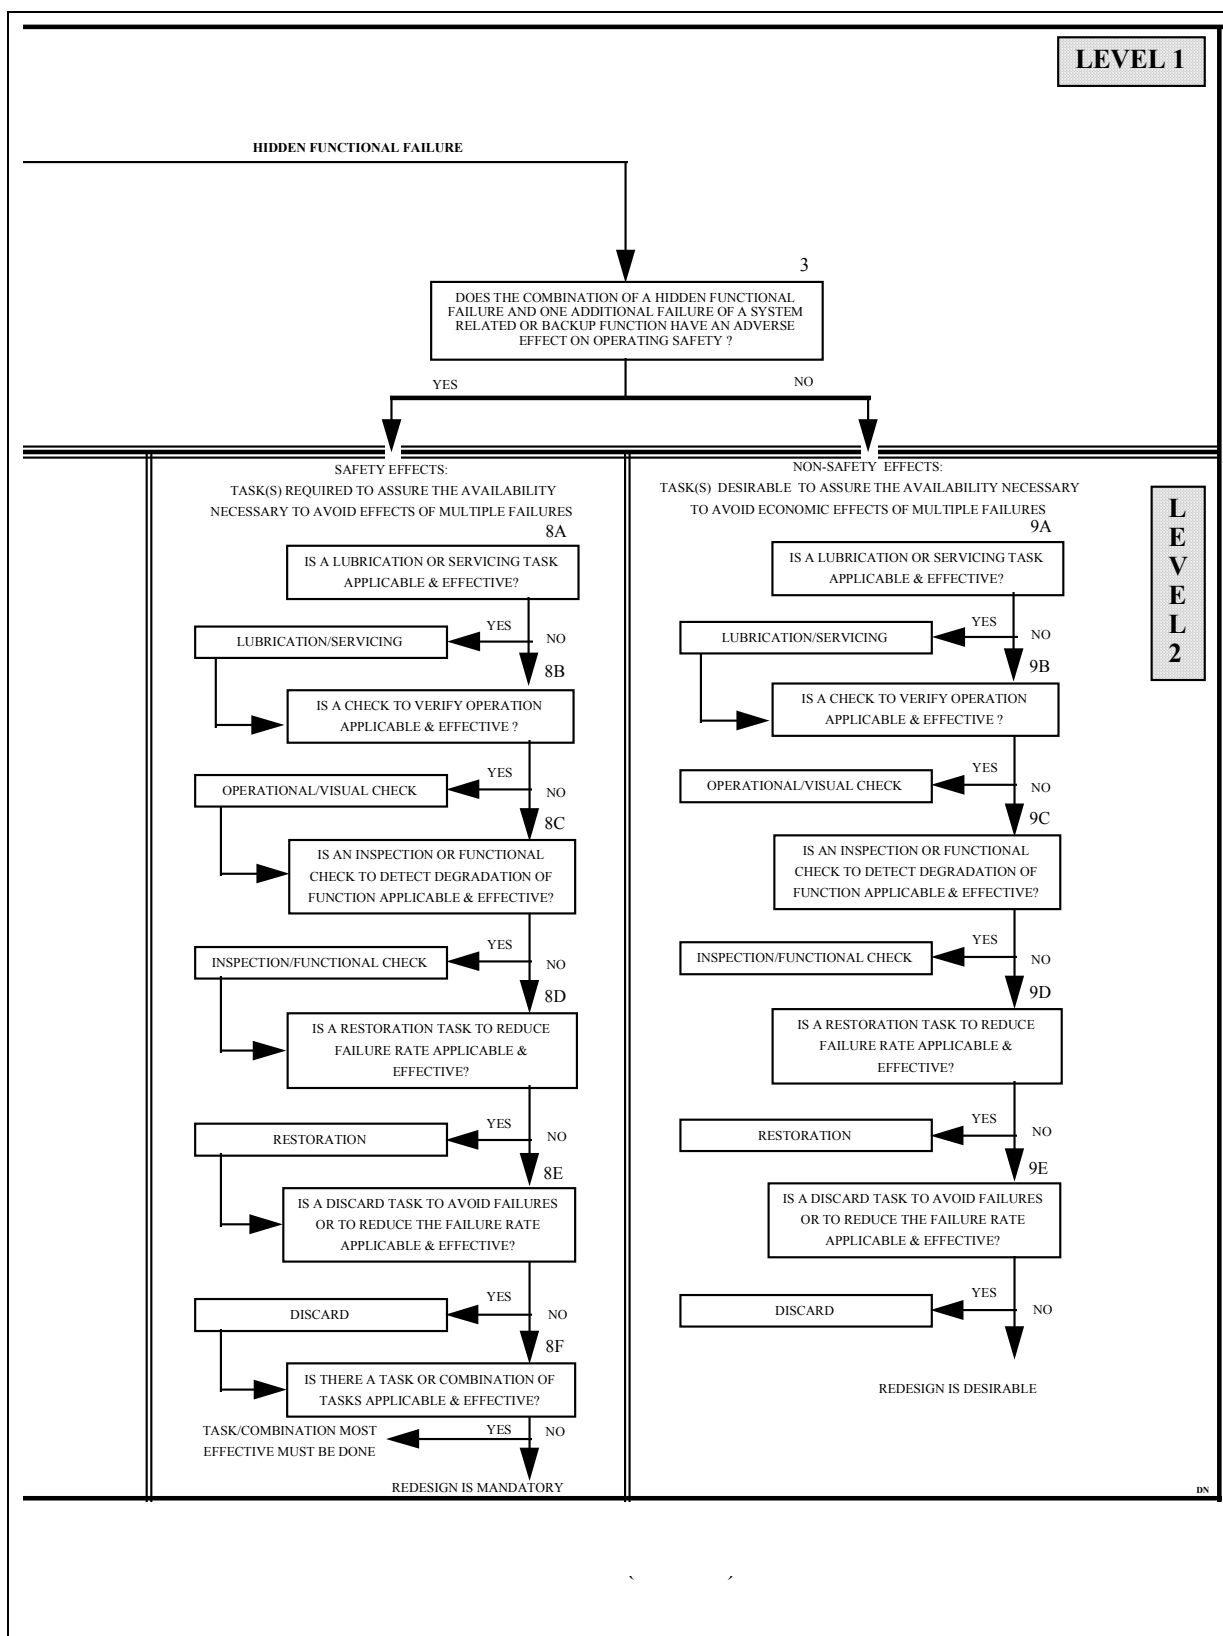 LEVEL 1
HIDDEN FUNCTIONAL FAILURE
3
DOES THE COMBINATION OF A HIDDEN FUNCTIONAL
FAILURE AND ONE ADDITIONAL FAILURE OF A SYSTEM
RELATED OR BACKUP FUNCTION HAVE AN ADVERSE
EFFECT ON OPERATING SAFETY ?
YES
NO
SAFETY EFFECTS:
TASK(S) REQUIRED TO ASSURE THE AVAILABILITY
NECESSARY TO AVOID EFFECTS OF MULTIPLE FAILURES
8A
IS A LUBRICATION OR SERVICING TASK
APPLICABLE & EFFECTIVE?
YES
NO
LUBRICATION/SERVICING
8B
IS A CHECK TO VERIFY OPERATION
APPLICABLE & EFFECTIVE ?
YES
NO
OPERATIONAL/VISUAL CHECK
8C
IS AN INSPECTION OR FUNCTIONAL
CHECK TO DETECT DEGRADATION OF
FUNCTION APPLICABLE & EFFECTIVE?
YES
NO
INSPECTION/FUNCTIONAL CHECK
8D
IS A RESTORATION TASK TO REDUCE
FAILURE RATE APPLICABLE &
EFFECTIVE?
YES
NO
RESTORATION
8E
IS A DISCARD TASK TO AVOID FAILURES
OR TO REDUCE THE FAILURE RATE
APPLICABLE & EFFECTIVE?
YES
NO
DISCARD
8F
IS THERE A TASK OR COMBINATION OF
TASKS APPLICABLE & EFFECTIVE?
YES
NO
TASK/COMBINATION MOST
EFFECTIVE MUST BE DONE
REDESIGN IS MANDATORY
NON-SAFETY EFFECTS:
TASK(S) DESIRABLE TO ASSURE THE AVAILABILITY NECESSARY
TO AVOID ECONOMIC EFFECTS OF MULTIPLE FAILURES
9A
IS A LUBRICATION OR SERVICING TASK
APPLICABLE & EFFECTIVE?
YES
NO
LUBRICATION/SERVICING
9B
IS A CHECK TO VERIFY OPERATION
APPLICABLE & EFFECTIVE ?
YES
NO
OPERATIONAL/VISUAL CHECK
9C
IS AN INSPECTION OR FUNCTIONAL
CHECK TO DETECT DEGRADATION OF
FUNCTION APPLICABLE & EFFECTIVE?
YES
NO
INSPECTION/FUNCTIONAL CHECK
9D
IS A RESTORATION TASK TO REDUCE
FAILURE RATE APPLICABLE &
EFFECTIVE?
YES
NO
RESTORATION
9E
IS A DISCARD TASK TO AVOID FAILURES
OR TO REDUCE THE FAILURE RATE
APPLICABLE & EFFECTIVE?
YES
NO
DISCARD
REDESIGN IS DESIRABLE
L
E
V
E
L
2
DN